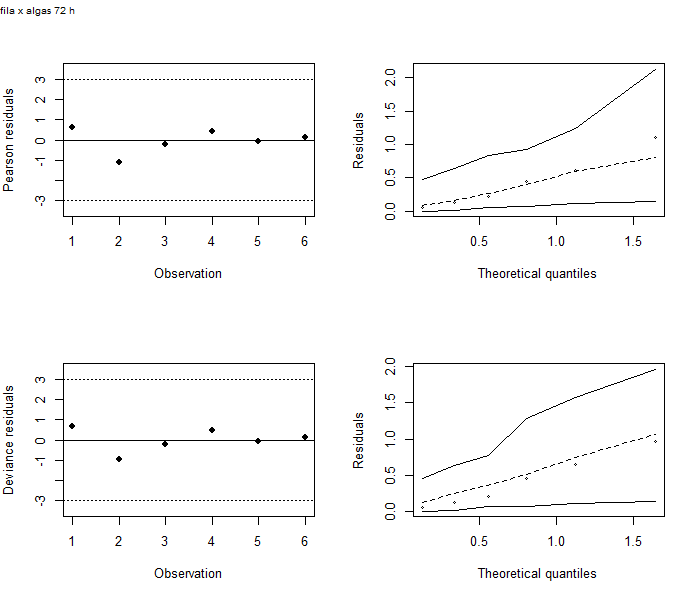 fila x algas 72 h
Pearson residuals
3
2
1
0
-1
-3
1 2 3 4 5 6
Observation
Residuals
2.0
1.5
1.0
0.5
0.0
0.5 1.0 1.5
Theoretical quantiles
Deviance residuals
3
2
1
0
-1
-3
1 2 3 4 5 6
Observation
Residuals
2.0
1.5
1.0
0.5
0.0
0.5 1.0 1.5
Theoretical quantiles